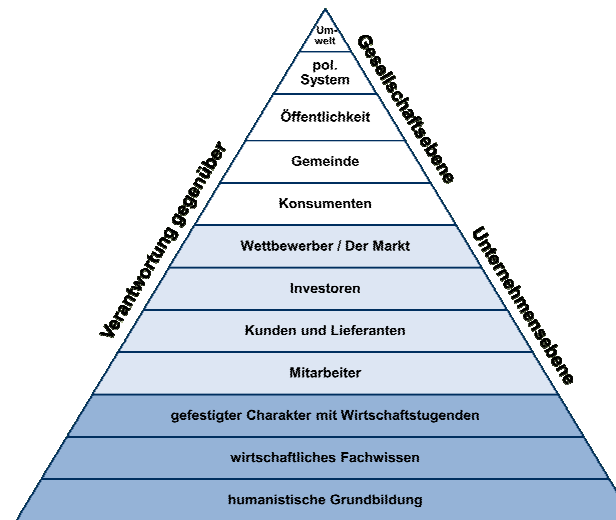 Um-
welt
pol.
System
Öffentlichkeit
Gemeinde
Konsumenten
Wettbewerber / Der Markt
Investoren
Kunden und Lieferanten
Mitarbeiter
gefestigter Charakter mit Wirtschaftstugenden
wirtschaftliches Fachwissen
humanistische Grundbildung
Verantwortung gegenüber
Gesellschaftsebene
Unternehmensebene